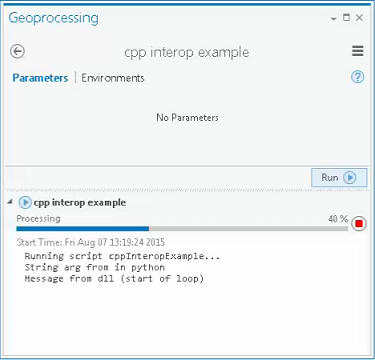 Geoprocessing
cpp interop example
Parameters | Environments
No Parameters
Run
cpp interop example
Processing 40 %
Start Time: Fri Aug 07 13:19:24 2015
Running script cppInteropExample...
String arg from in python
Message from dll (start of loop)